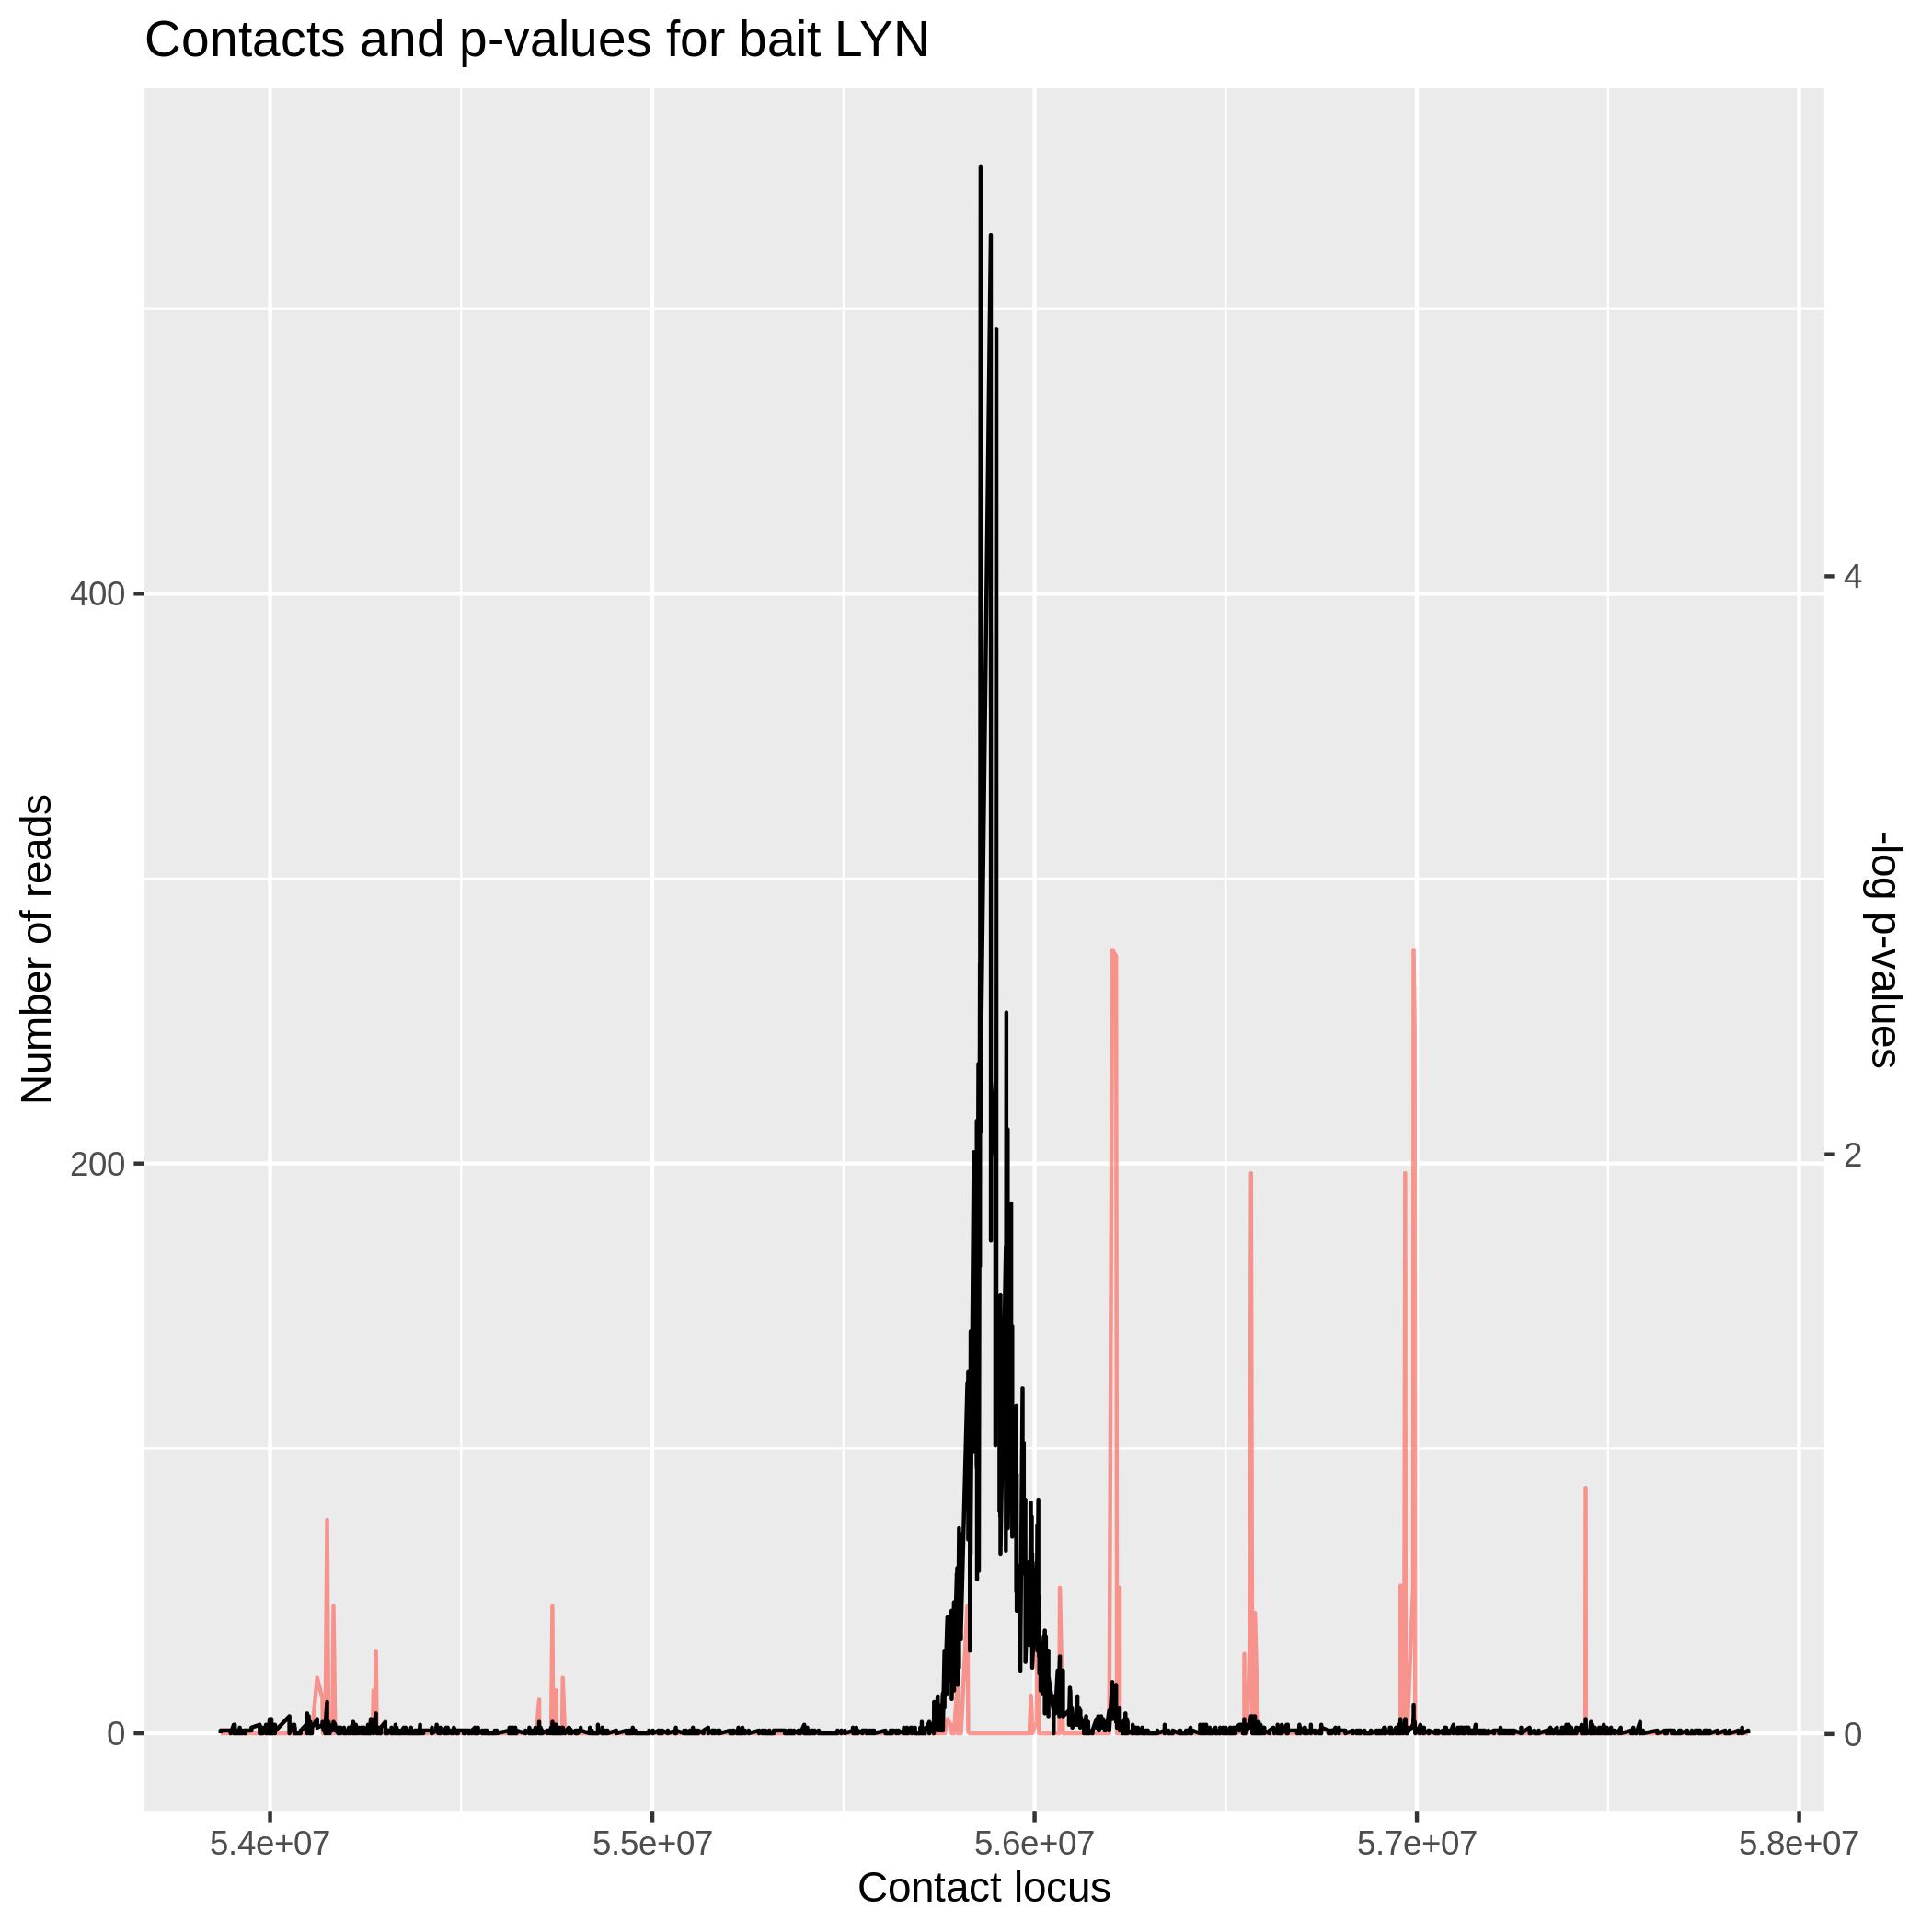 Contacts and p-values for bait LYN
Number of reads
400
200
0
4
2
0
-log p-values
5.4e+07
5.5e+07
5.6e+07
5.7e+07
5.8e+07
Contact locus